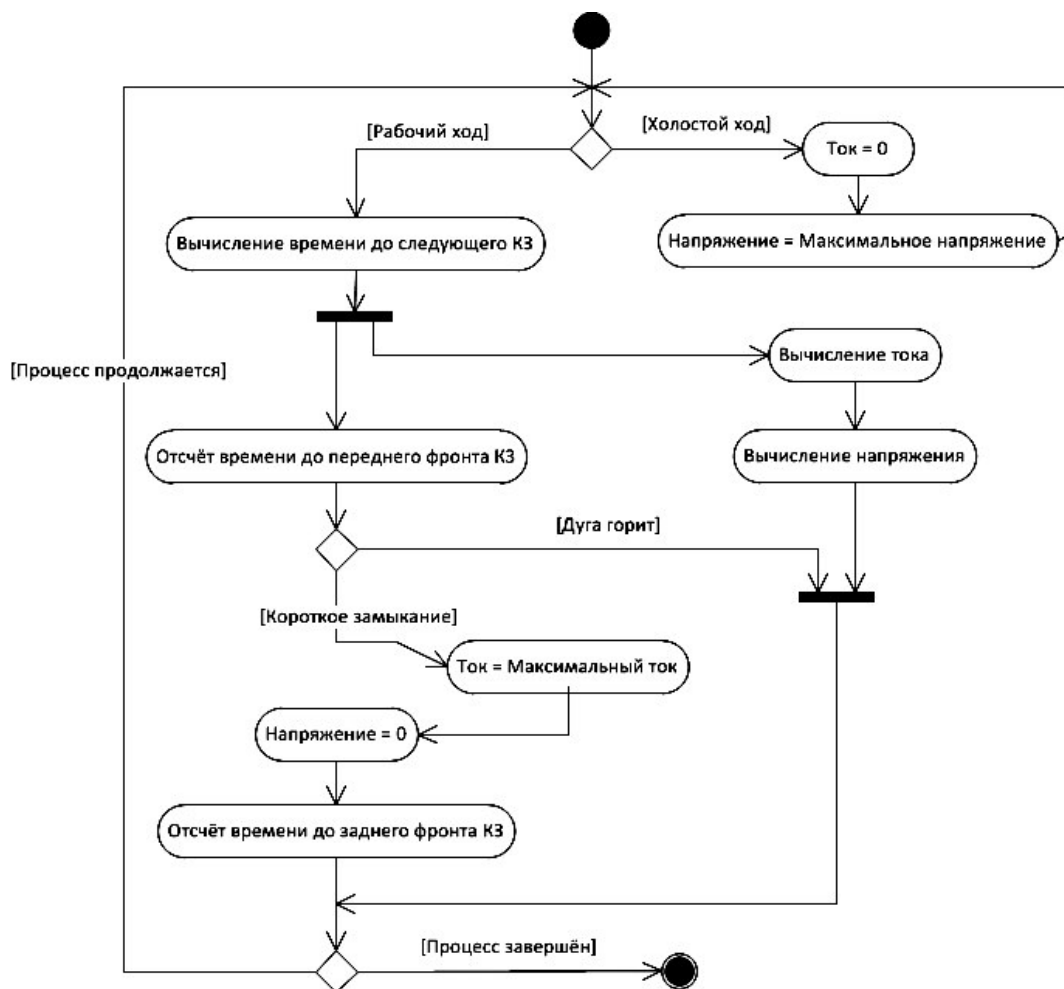 [Рабочий ход]
[Холостой ход]
Ток = 0
Вычисление времени до следующего КЗ
Напряжение = Максимальное напряжение
[Процесс продолжается]
Вычисление тока
Отсчёт времени до переднего фронта КЗ
Вычисление напряжения
[Дуга горит]
[Короткое замыкание]
Ток = Максимальный ток
Напряжение = 0
Отсчёт времени до заднего фронта КЗ
[Процесс завершён]